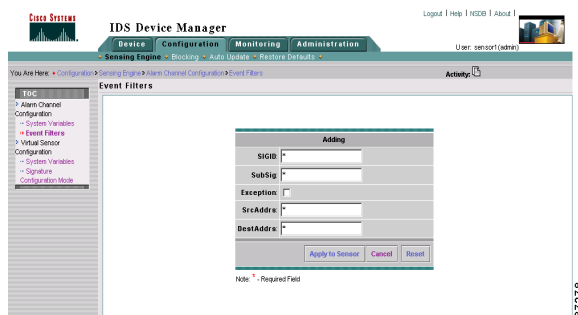 CISCO SYSTEMS
Logout | Help | NSDB | About |
IDS Device Manager
Device Configuration Monitoring Administration
User: sensor1 (admin)
Sensing Engine Blocking Auto Update Restore Defaults
You Are Here: Configuration Sensing Engine Alarm Channel Configuration Event Filters
Activity:
TOC
Event Filters
Alarm Channel
Configuration
System Variables
Event Filters
Virtual Sensor
Configuration
System Variables
Signature
Configuration Mode
Adding
SIGID: *
SubSig: *
Exception:
SrcAddrs: *
DestAddrs: *
Apply to Sensor Cancel Reset
Note: * - Required Field